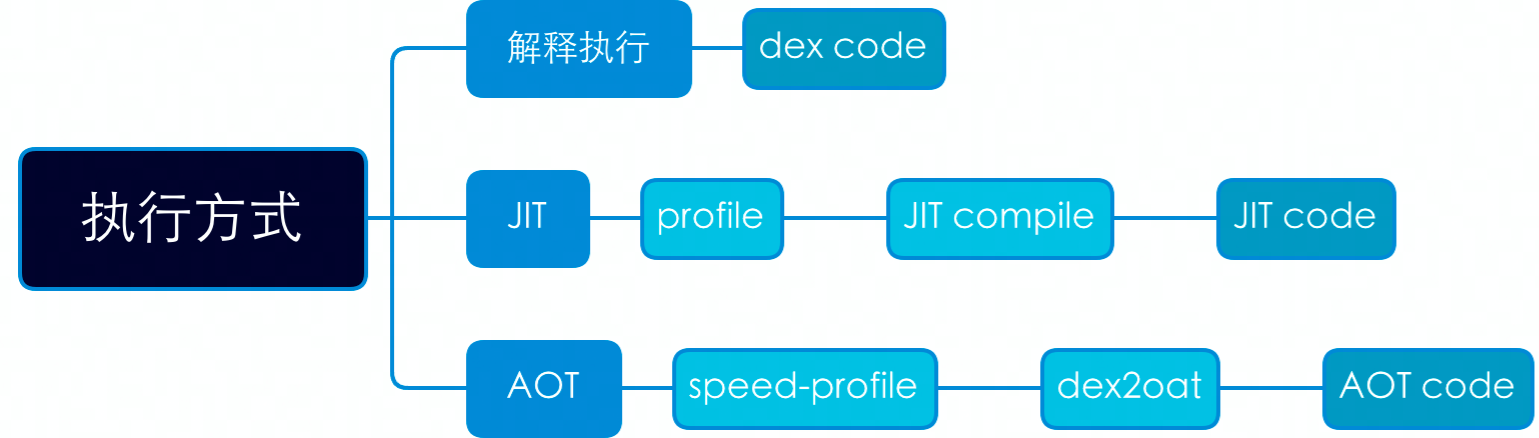 执行方式
解释执行
dex code
JIT
profile
JIT compile
JIT code
AOT
speed-profile
dex2oat
AOT code